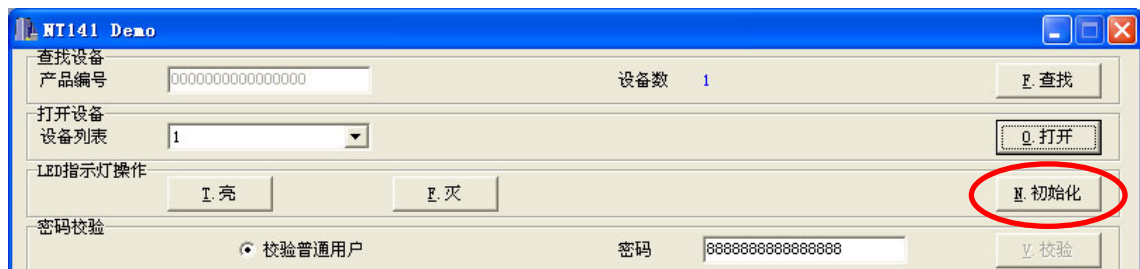 NT141 Demo
查找设备
产品编号 0000000000000000 设备数 1 F.查找
打开设备
设备列表 1 O.打开
LED指示灯操作
T.亮 F.灭 N.初始化
密码校验
校验普通用户 密码 8888888888888888 V.校验